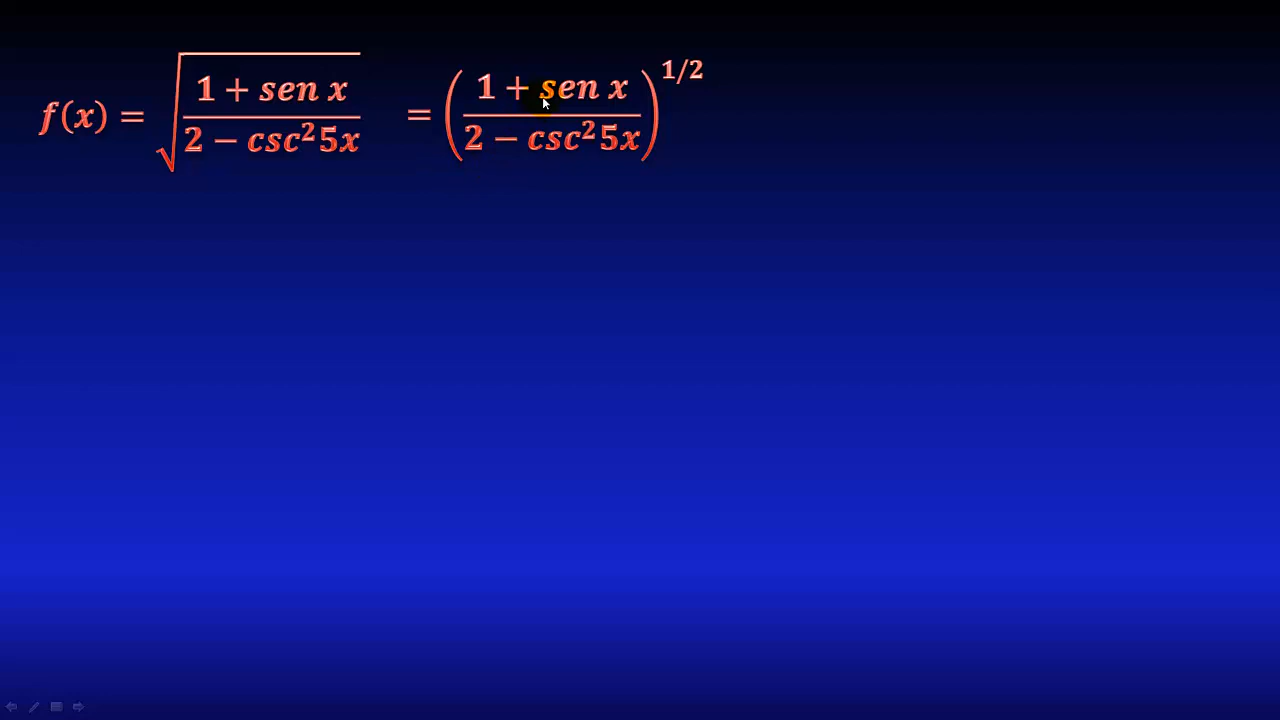 f(x) = √((1 + sen x)/(2 − csc²5x)) = ((1 + sen x)/(2 − csc²5x))^(1/2)